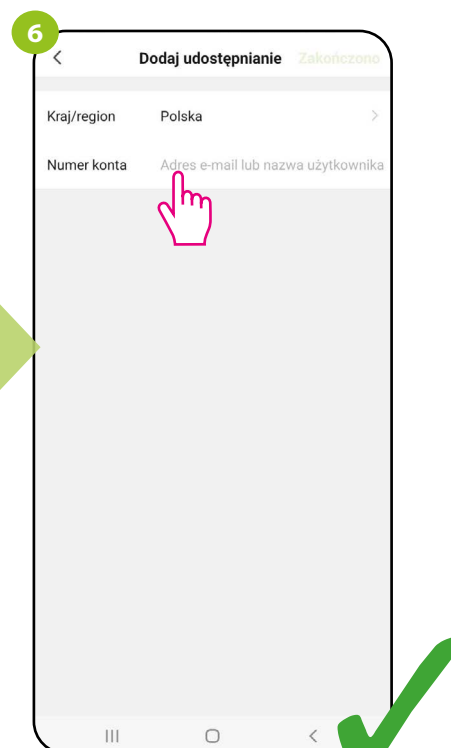 6
Dodaj udostępnianie Zakończono
Kraj/region Polska
Numer konta Adres e-mail lub nazwa użytkownika